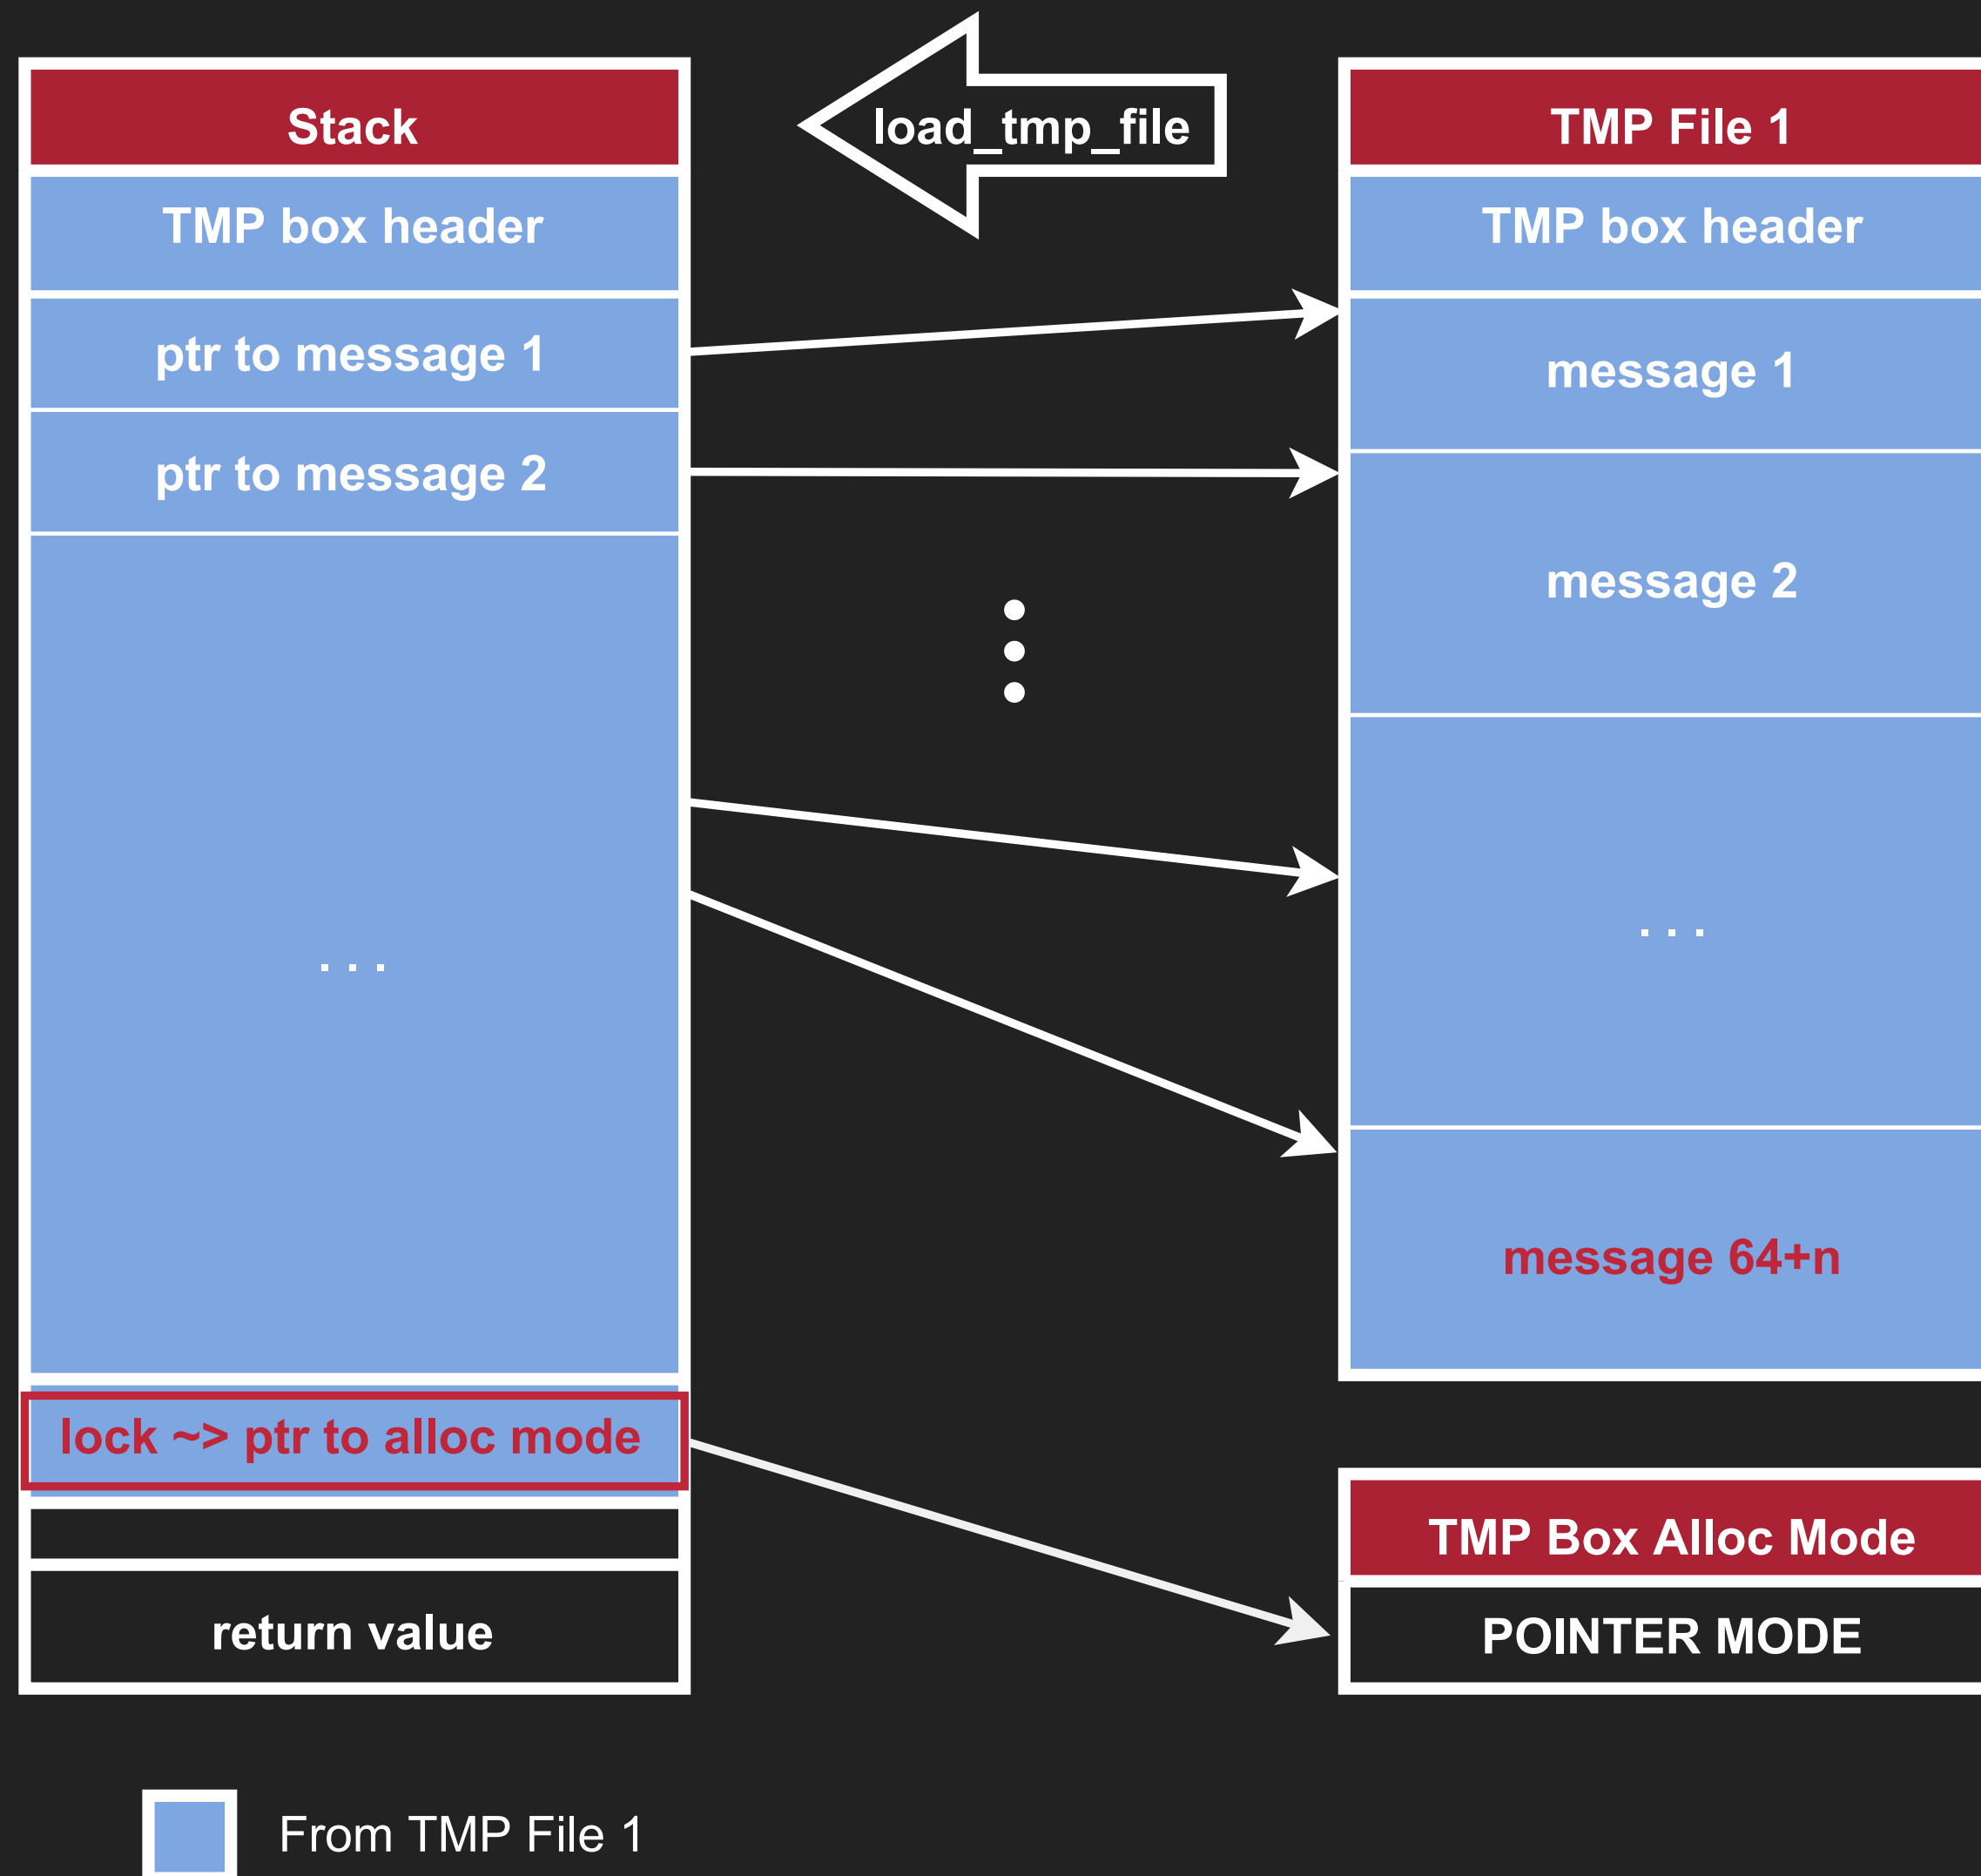 Stack
load_tmp_file
TMP File 1
TMP box header
TMP box header
ptr to message 1
message 1
ptr to message 2
message 2
. . .
. . .
message 64+n
lock ~> ptr to alloc mode
TMP Box Alloc Mode
return value
POINTER MODE
From TMP File 1